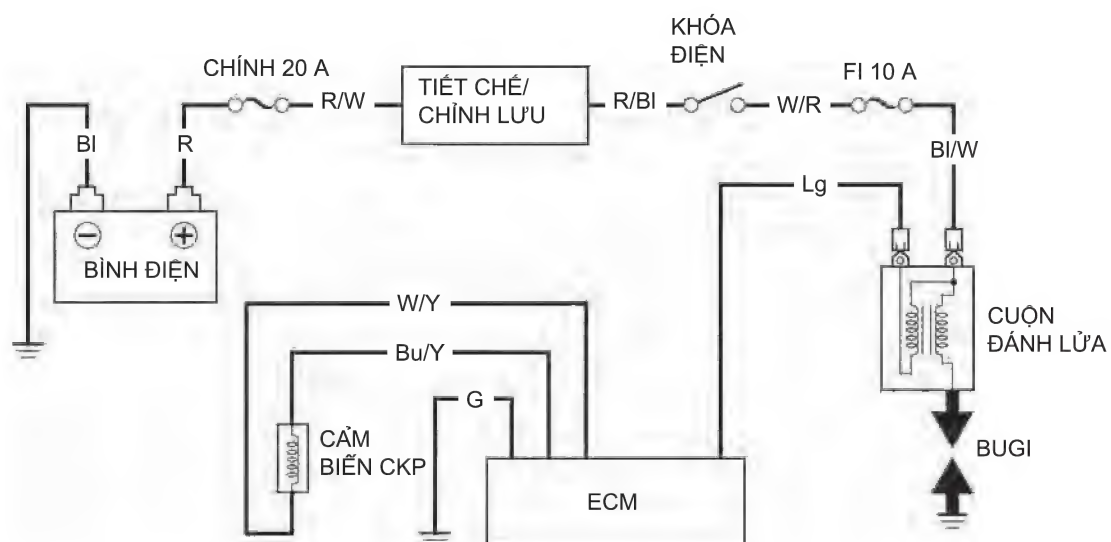 KHÓA
ĐIỆN
CHÍNH 20 A
FI 10 A
TIẾT CHẾ/
CHỈNH LƯU
R/W
R/Bl
W/R
Bl
R
Bl/W
Lg
BÌNH ĐIỆN
W/Y
CUỘN
ĐÁNH LỬA
Bu/Y
G
CẢM
BIẾN CKP
BUGI
ECM